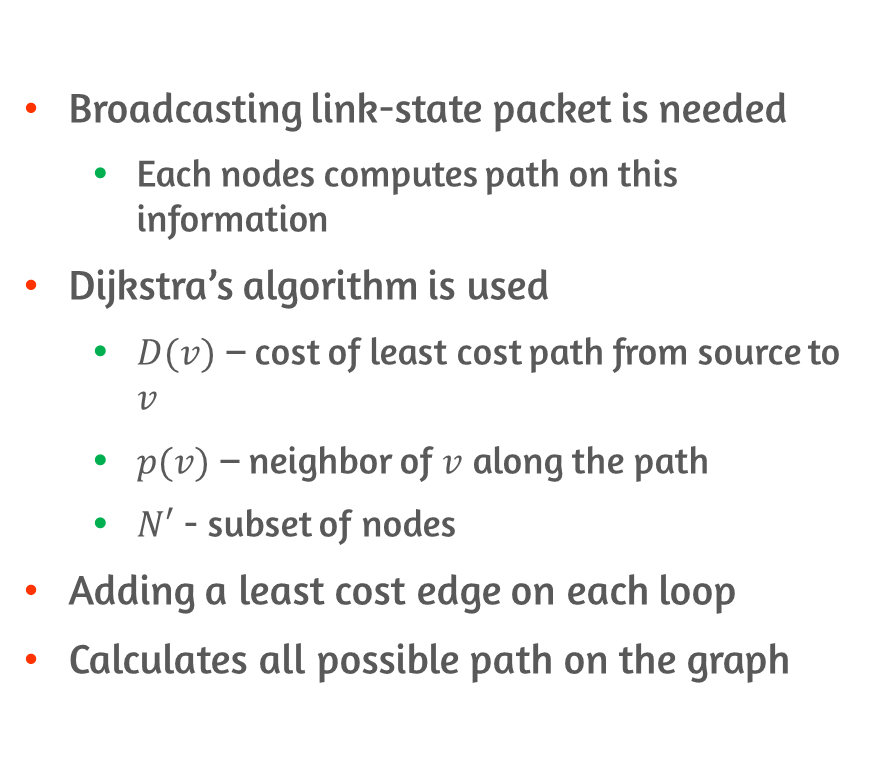 • Broadcasting link-state packet is needed
• Each nodes computes path on this
information
• Dijkstra’s algorithm is used
• D(v) – cost of least cost path from source to
v
• p(v) – neighbor of v along the path
• N′ - subset of nodes
• Adding a least cost edge on each loop
• Calculates all possible path on the graph